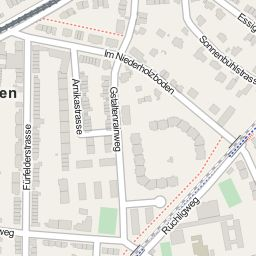 Essig
Sonnenbühlstrasse
Im Niederholzboden
en
Arnikastrasse
Gstaltenrainweg
Fürfelderstrasse
Rüchligweg
weg